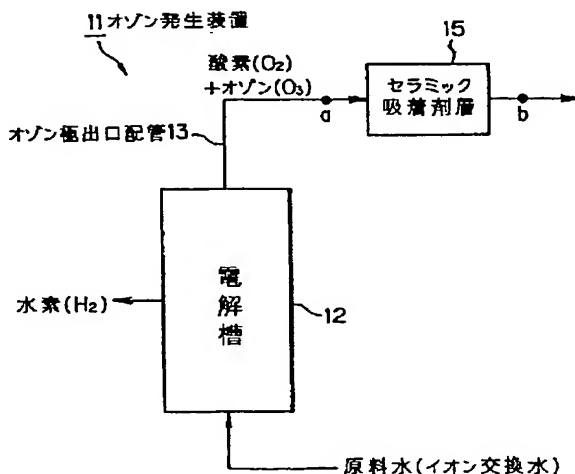 11オゾン発生装置
酸素(O₂)
+オゾン(O₃)
15
セラミック
吸着剤層
a
b
オゾン極出口配管13
電解槽
水素(H₂)
12
原料水(イオン交換水)